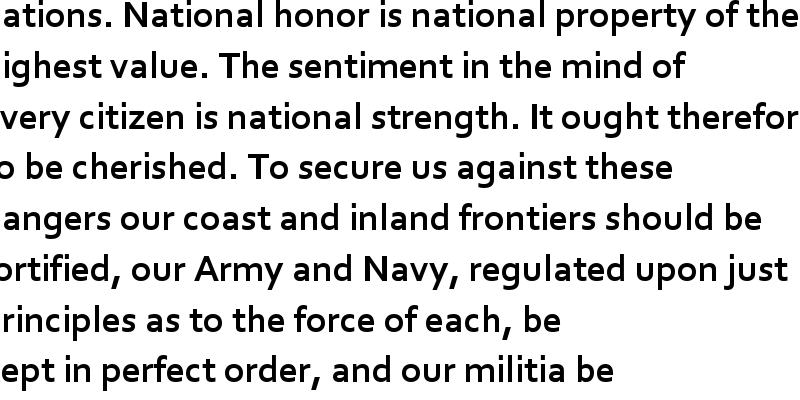 ations. National honor is national property of the
ighest value. The sentiment in the mind of
very citizen is national strength. It ought therefor
o be cherished. To secure us against these
angers our coast and inland frontiers should be
ortified, our Army and Navy, regulated upon just
rinciples as to the force of each, be
ept in perfect order, and our militia be